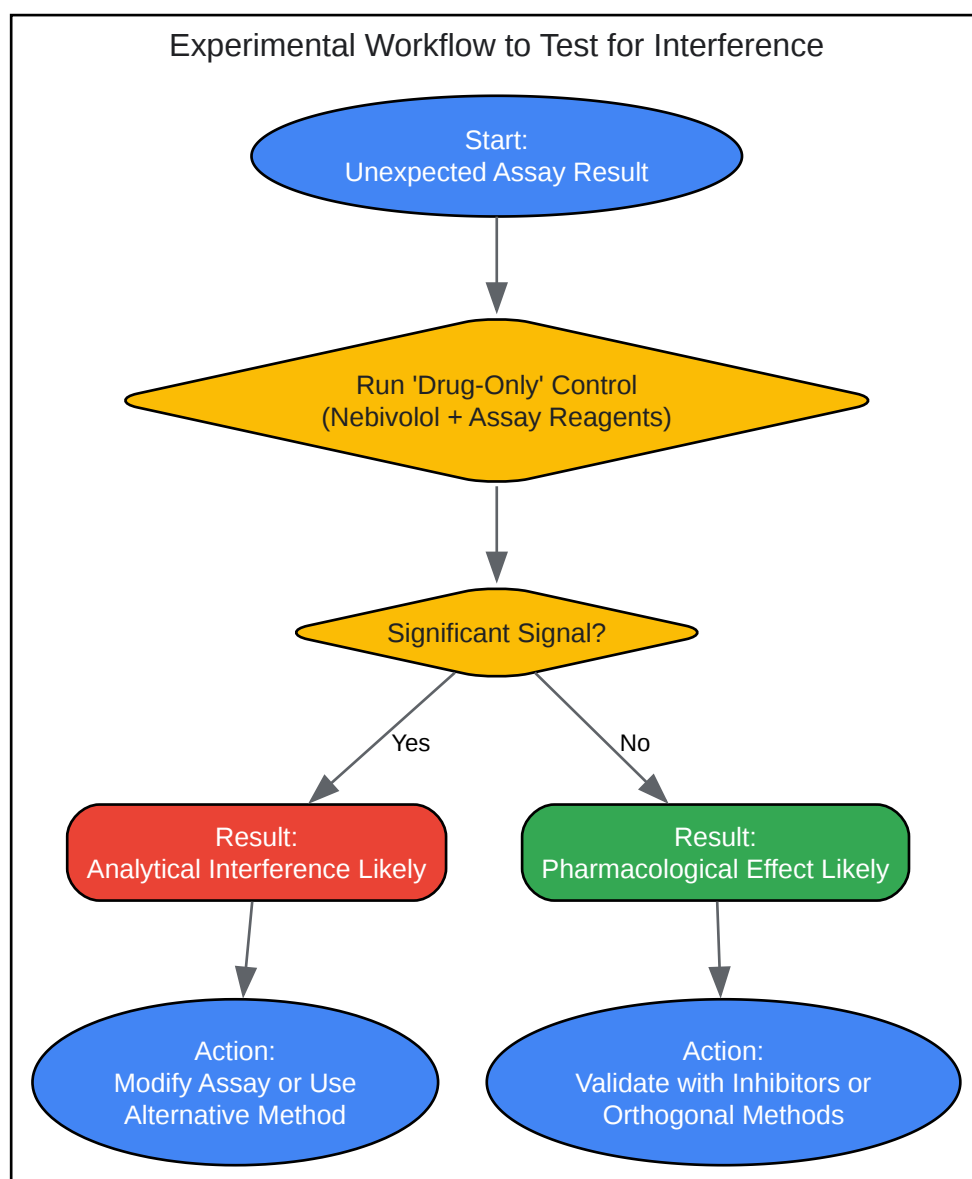 Experimental Workflow to Test for Interference
Start:
Unexpected Assay Result
Run 'Drug-Only' Control
(Nebivolol + Assay Reagents)
Significant Signal?
Yes
No
Result:
Analytical Interference Likely
Result:
Pharmacological Effect Likely
Action:
Modify Assay or Use
Alternative Method
Action:
Validate with Inhibitors or
Orthogonal Methods